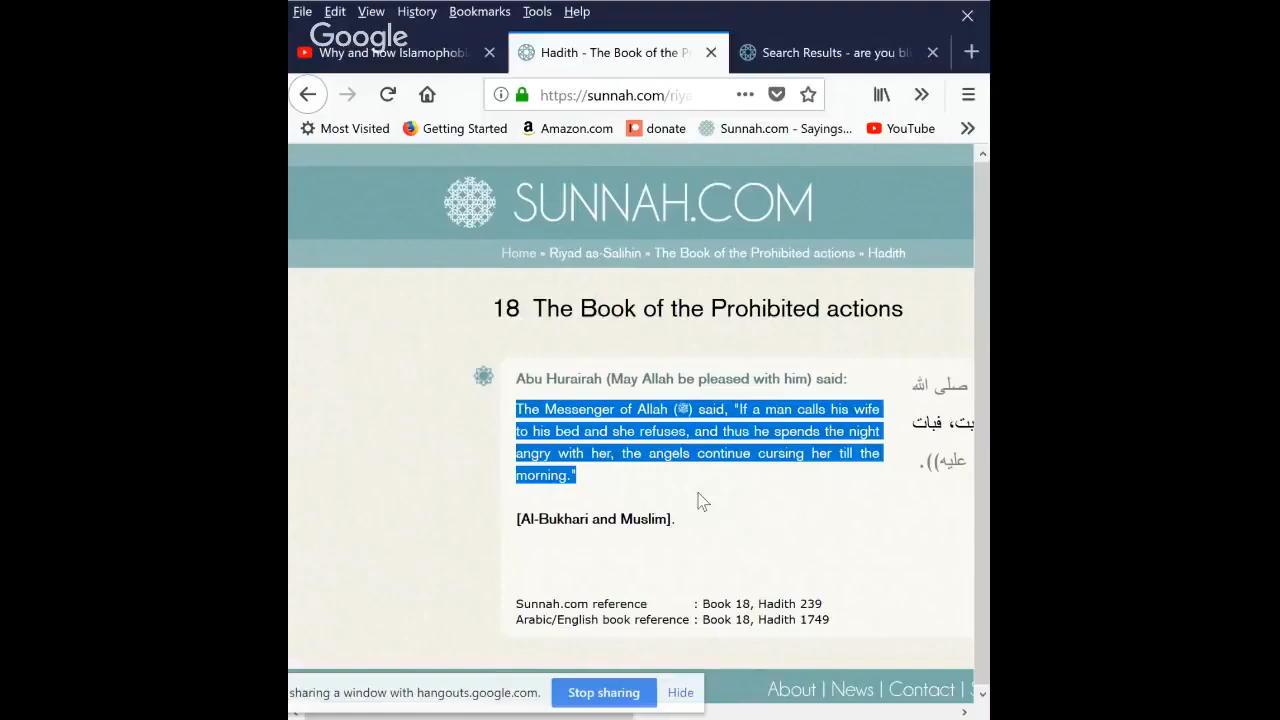 File Edit View History Bookmarks Tools Help
Google
Why and how Islamophob
Hadith - The Book of the P
Search Results - are you bl
https://sunnah.com/riya
Most Visited Getting Started Amazon.com donate Sunnah.com - Sayings... YouTube
SUNNAH.COM
Home » Riyad as-Salihin » The Book of the Prohibited actions » Hadith
18 The Book of the Prohibited actions
Abu Hurairah (May Allah be pleased with him) said:
The Messenger of Allah (ﷺ) said, "If a man calls his wife
to his bed and she refuses, and thus he spends the night
angry with her, the angels continue cursing her till the
morning."
[Al-Bukhari and Muslim].
صلى الله
بت، فبات
عليه)).
Sunnah.com reference : Book 18, Hadith 239
Arabic/English book reference : Book 18, Hadith 1749
About | News | Contact |
sharing a window with hangouts.google.com. Stop sharing Hide